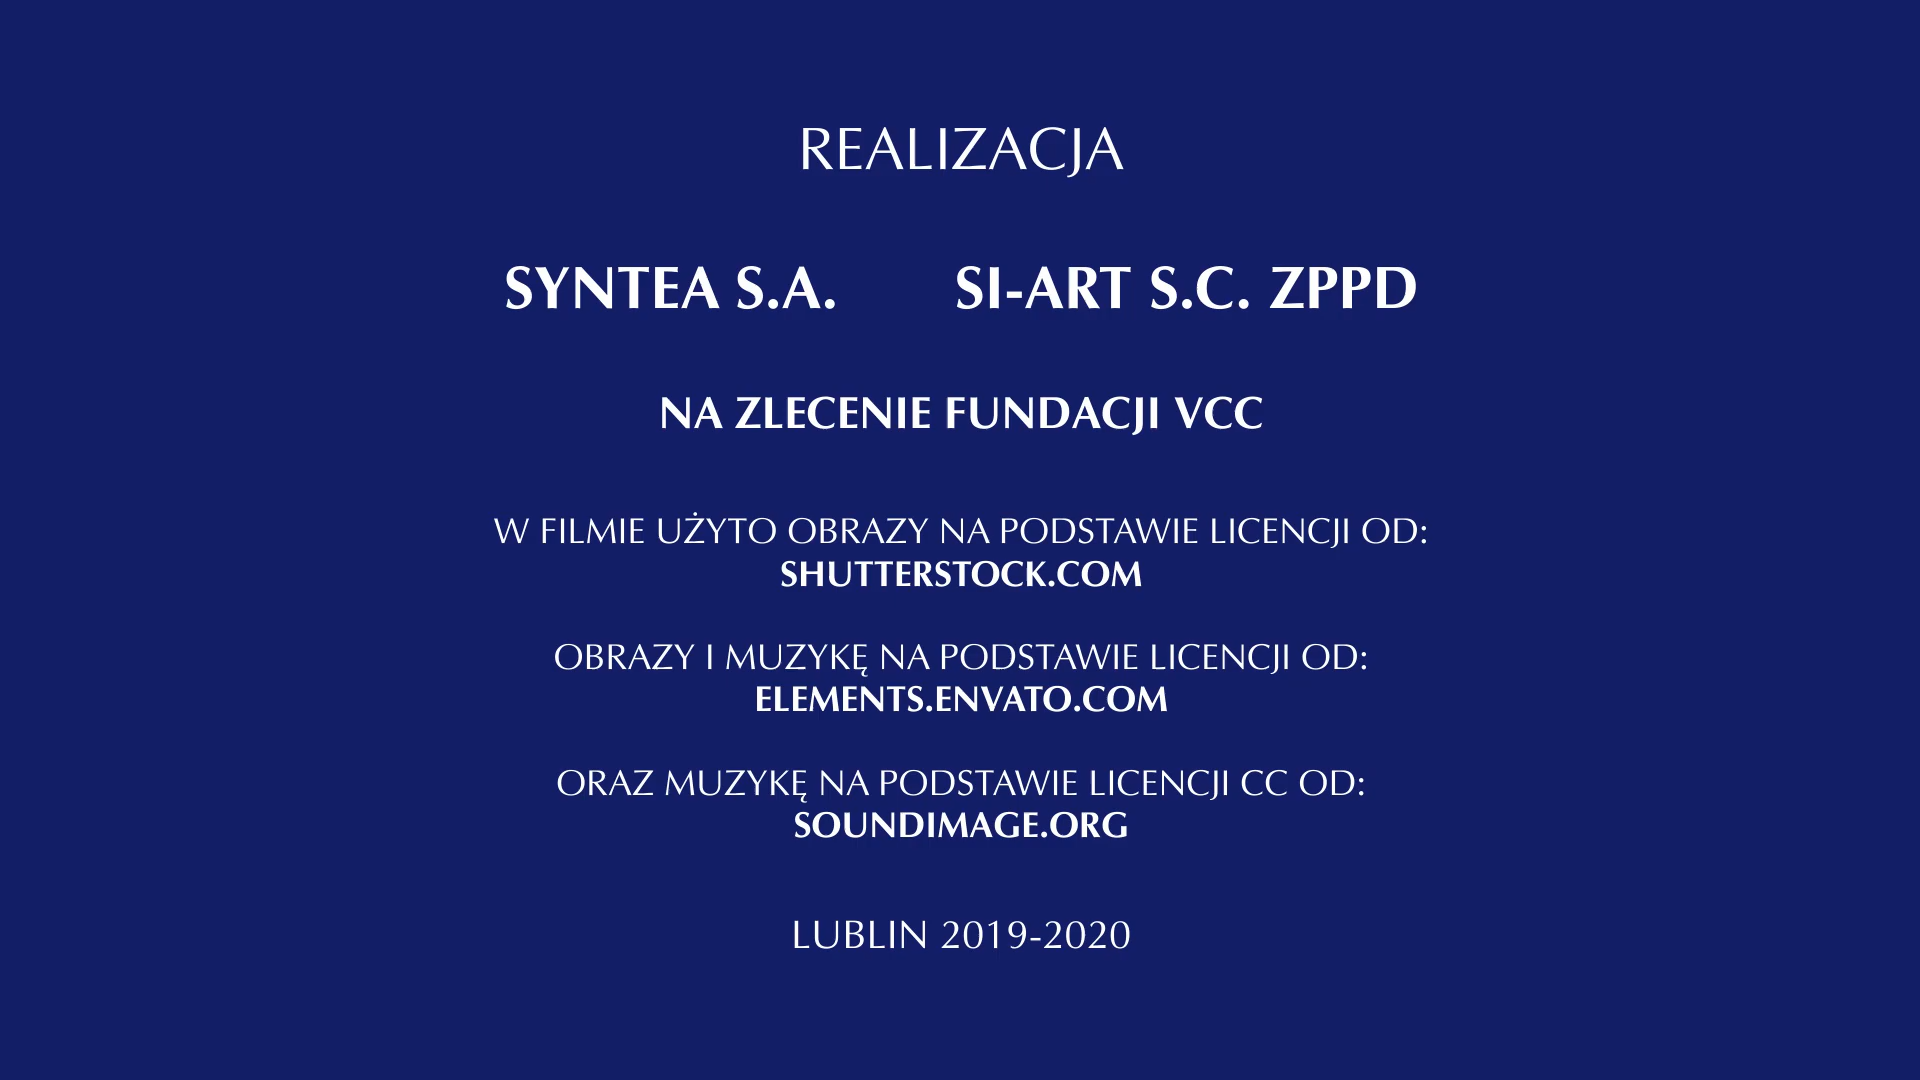 REALIZACJA
SYNTEA S.A. SI-ART S.C. ZPPD
NA ZLECENIE FUNDACJI VCC
W FILMIE UŻYTO OBRAZY NA PODSTAWIE LICENCJI OD:
SHUTTERSTOCK.COM
OBRAZY I MUZYKĘ NA PODSTAWIE LICENCJI OD:
ELEMENTS.ENVATO.COM
ORAZ MUZYKĘ NA PODSTAWIE LICENCJI CC OD:
SOUNDIMAGE.ORG
LUBLIN 2019-2020